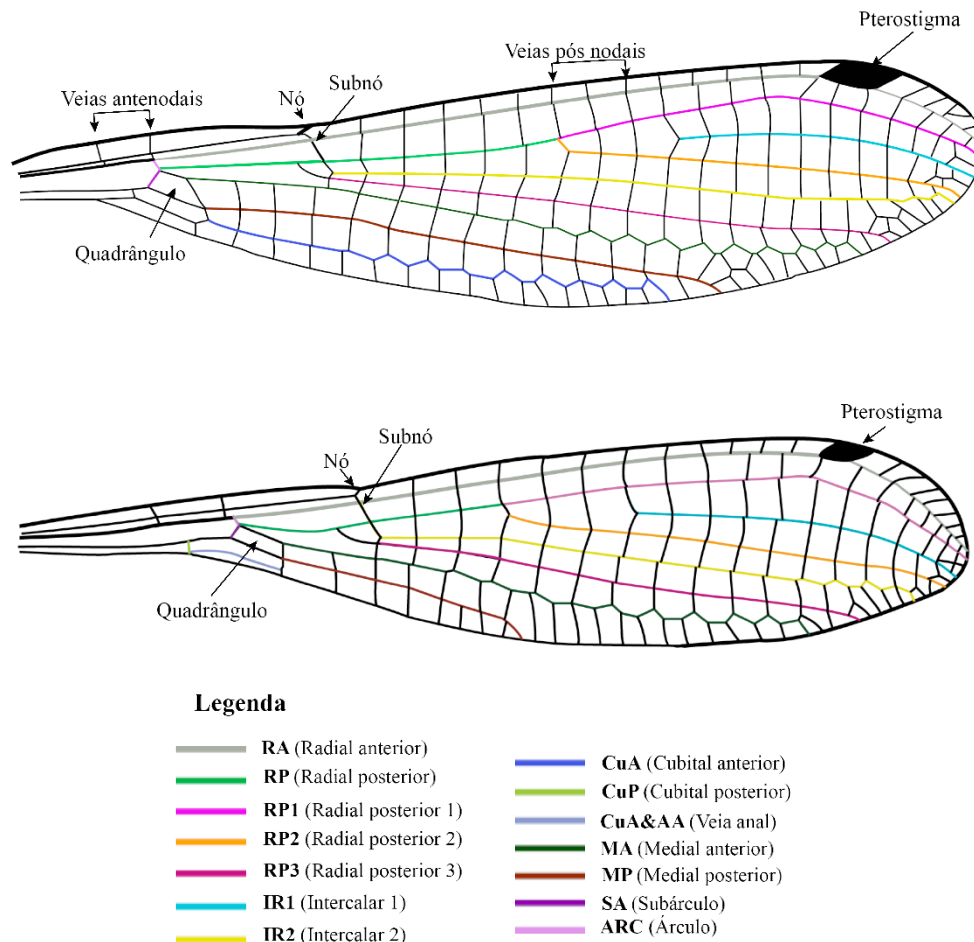 Pterostigma
Veias pós nodais
Subnó
Nó
Veias antenodais
Quadrângulo
Pterostigma
Subnó
Nó
Quadrângulo
Legenda
RA (Radial anterior)
RP (Radial posterior)
RP1 (Radial posterior 1)
RP2 (Radial posterior 2)
RP3 (Radial posterior 3)
IR1 (Intercalar 1)
IR2 (Intercalar 2)
CuA (Cubital anterior)
CuP (Cubital posterior)
CuA&AA (Veia anal)
MA (Medial anterior)
MP (Medial posterior)
SA (Subárculo)
ARC (Árculo)